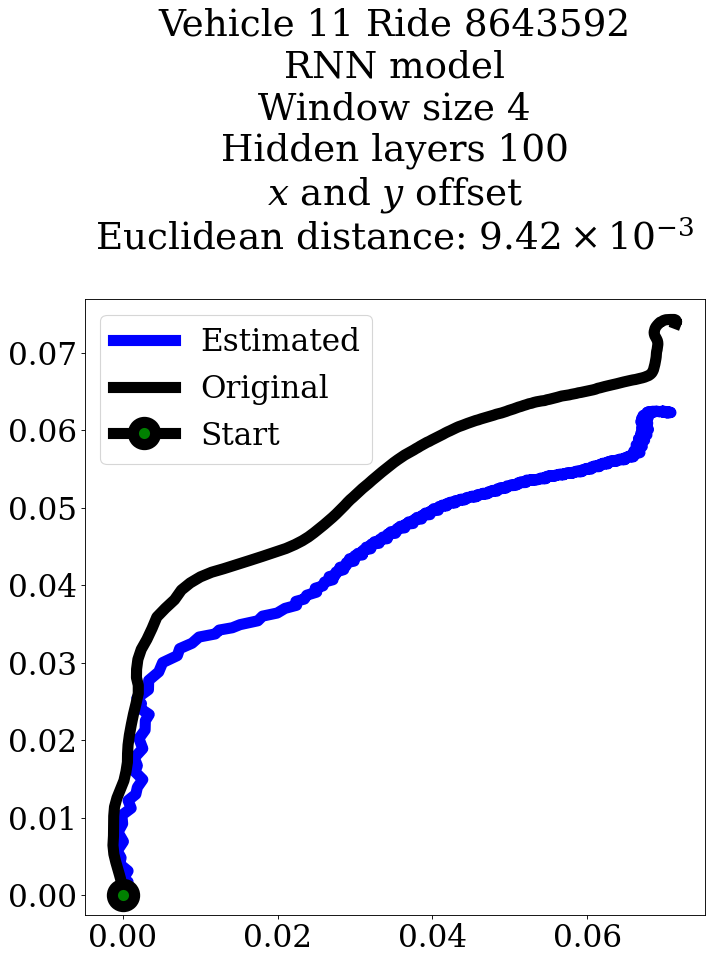 Vehicle 11 Ride 8643592
RNN model
Window size 4
Hidden layers 100
x and y offset
Euclidean distance: 9.42 × 10⁻³
Estimated
Original
Start
0.07
0.06
0.05
0.04
0.03
0.02
0.01
0.00
0.00 0.02 0.04 0.06